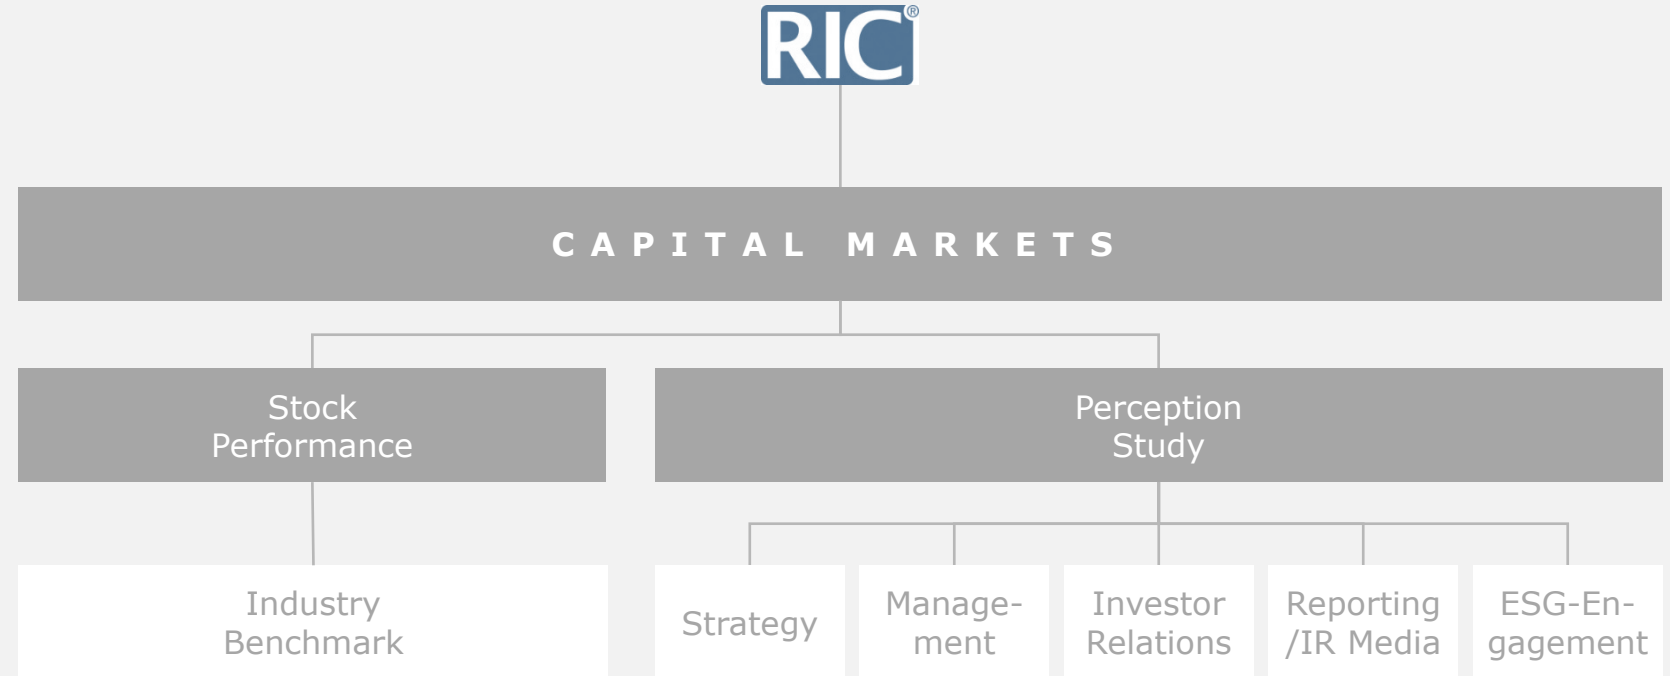 RIC®
CAPITAL MARKETS
Stock
Performance
Perception
Study
Industry
Benchmark
Strategy
Manage-
ment
Investor
Relations
Reporting
/IR Media
ESG-En-
gagement